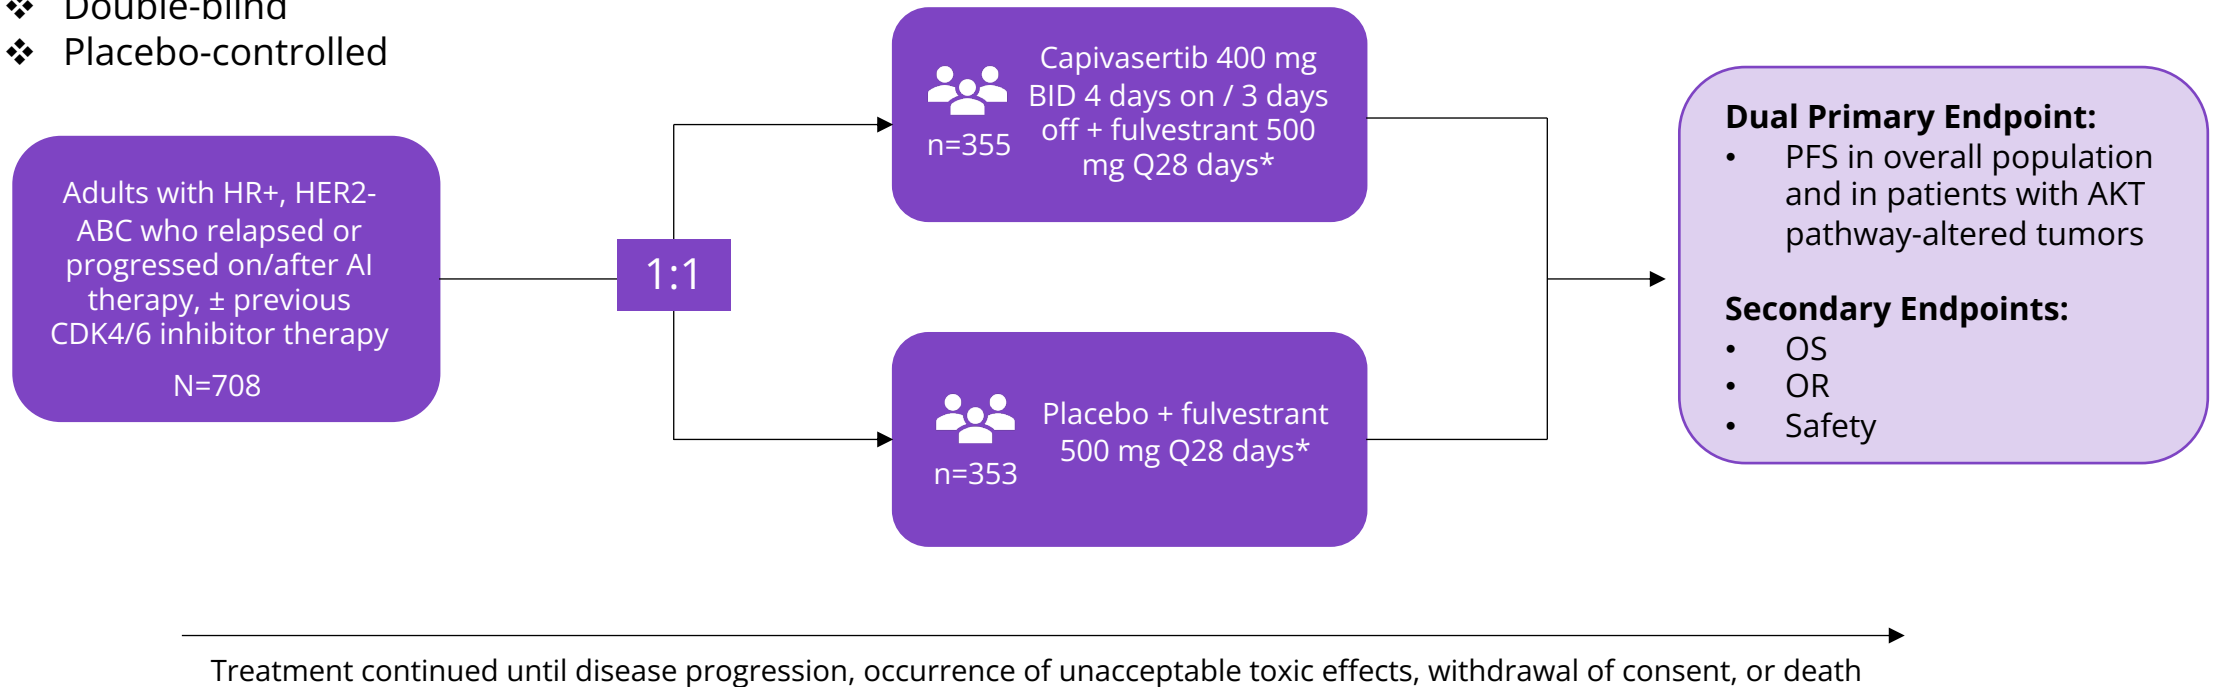 ❖ Double-blind
❖ Placebo-controlled
Adults with HR+, HER2-
ABC who relapsed or
progressed on/after AI
therapy, ± previous
CDK4/6 inhibitor therapy
N=708
1:1
n=355
Capivasertib 400 mg
BID 4 days on / 3 days
off + fulvestrant 500
mg Q28 days*
n=353
Placebo + fulvestrant
500 mg Q28 days*
Dual Primary Endpoint:
• PFS in overall population
and in patients with AKT
pathway-altered tumors
Secondary Endpoints:
• OS
• OR
• Safety
Treatment continued until disease progression, occurrence of unacceptable toxic effects, withdrawal of consent, or death